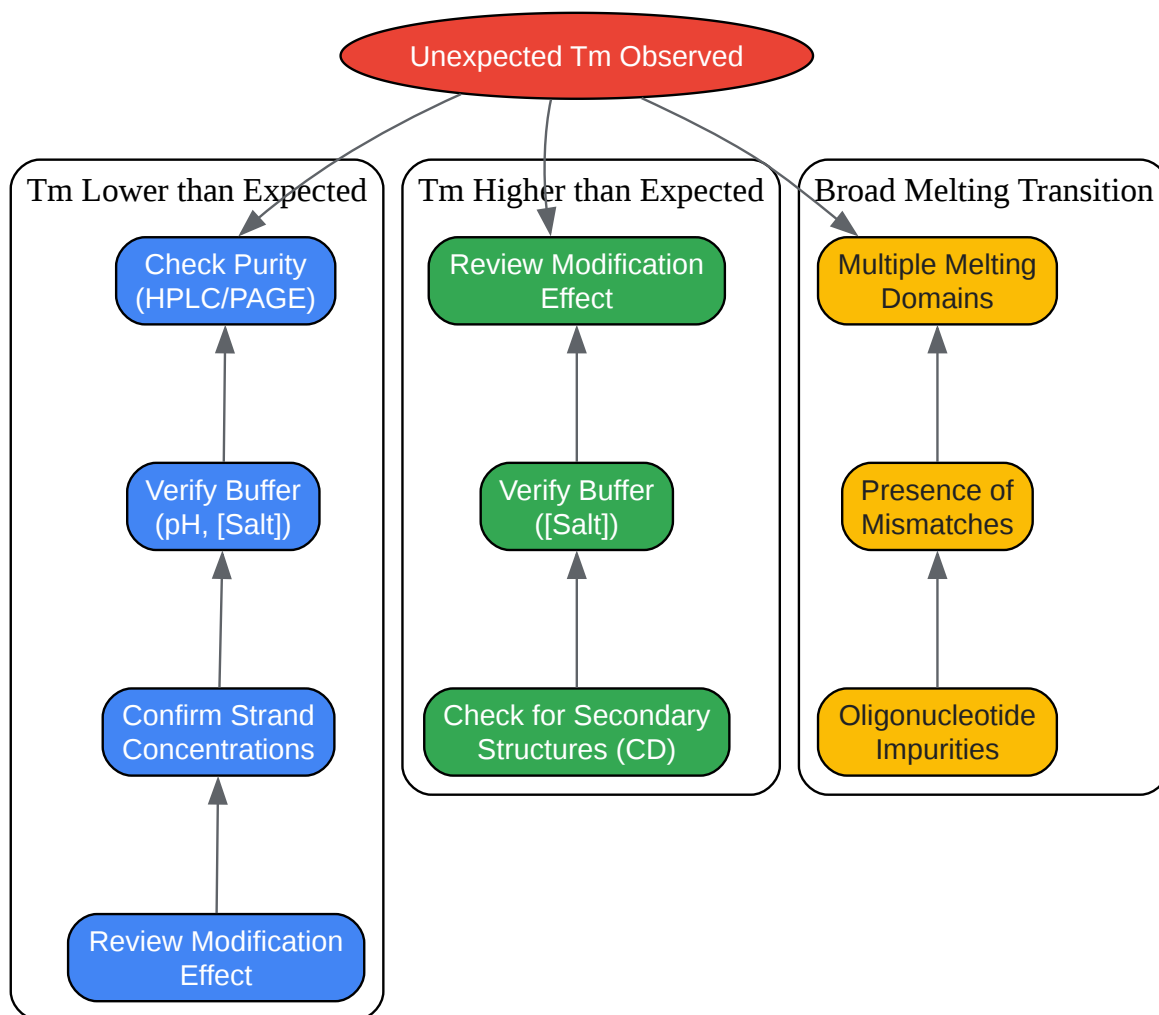 Unexpected Tm Observed
Tm Lower than Expected
Check Purity
(HPLC/PAGE)
Verify Buffer
(pH, [Salt])
Confirm Strand
Concentrations
Review Modification
Effect
Tm Higher than Expected
Review Modification
Effect
Verify Buffer
([Salt])
Check for Secondary
Structures (CD)
Broad Melting Transition
Multiple Melting
Domains
Presence of
Mismatches
Oligonucleotide
Impurities